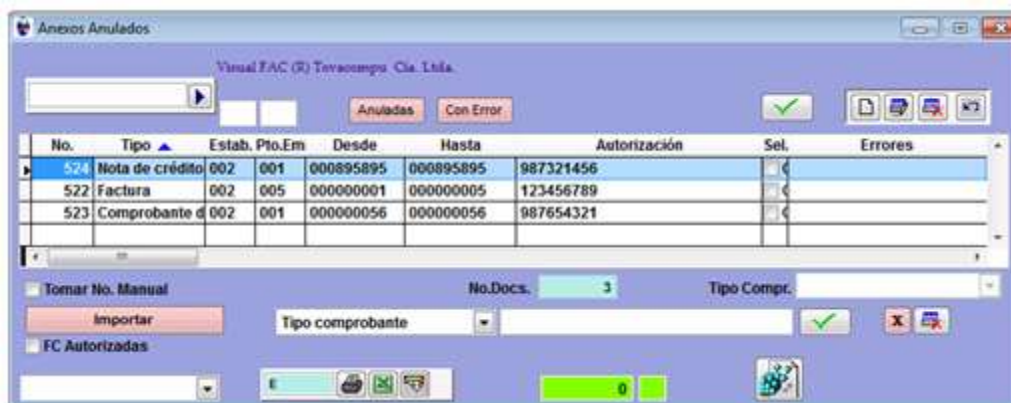 Anexos Anulados
Visual FAC (R) Tovacompu Cia. Ltda.
Anuladas Con Error
No. Tipo Estab. Pto.Em Desde Hasta Autorización Sel. Errores
524 Nota de crédito 002 001 000895895 000895895 987321456
522 Factura 002 005 000000001 000000005 123456789
523 Comprobante d 002 001 000000056 000000056 987654321
Tomar No. Manual No.Docs. 3 Tipo Compr.
Importar Tipo comprobante X
FC Autorizadas
E 0